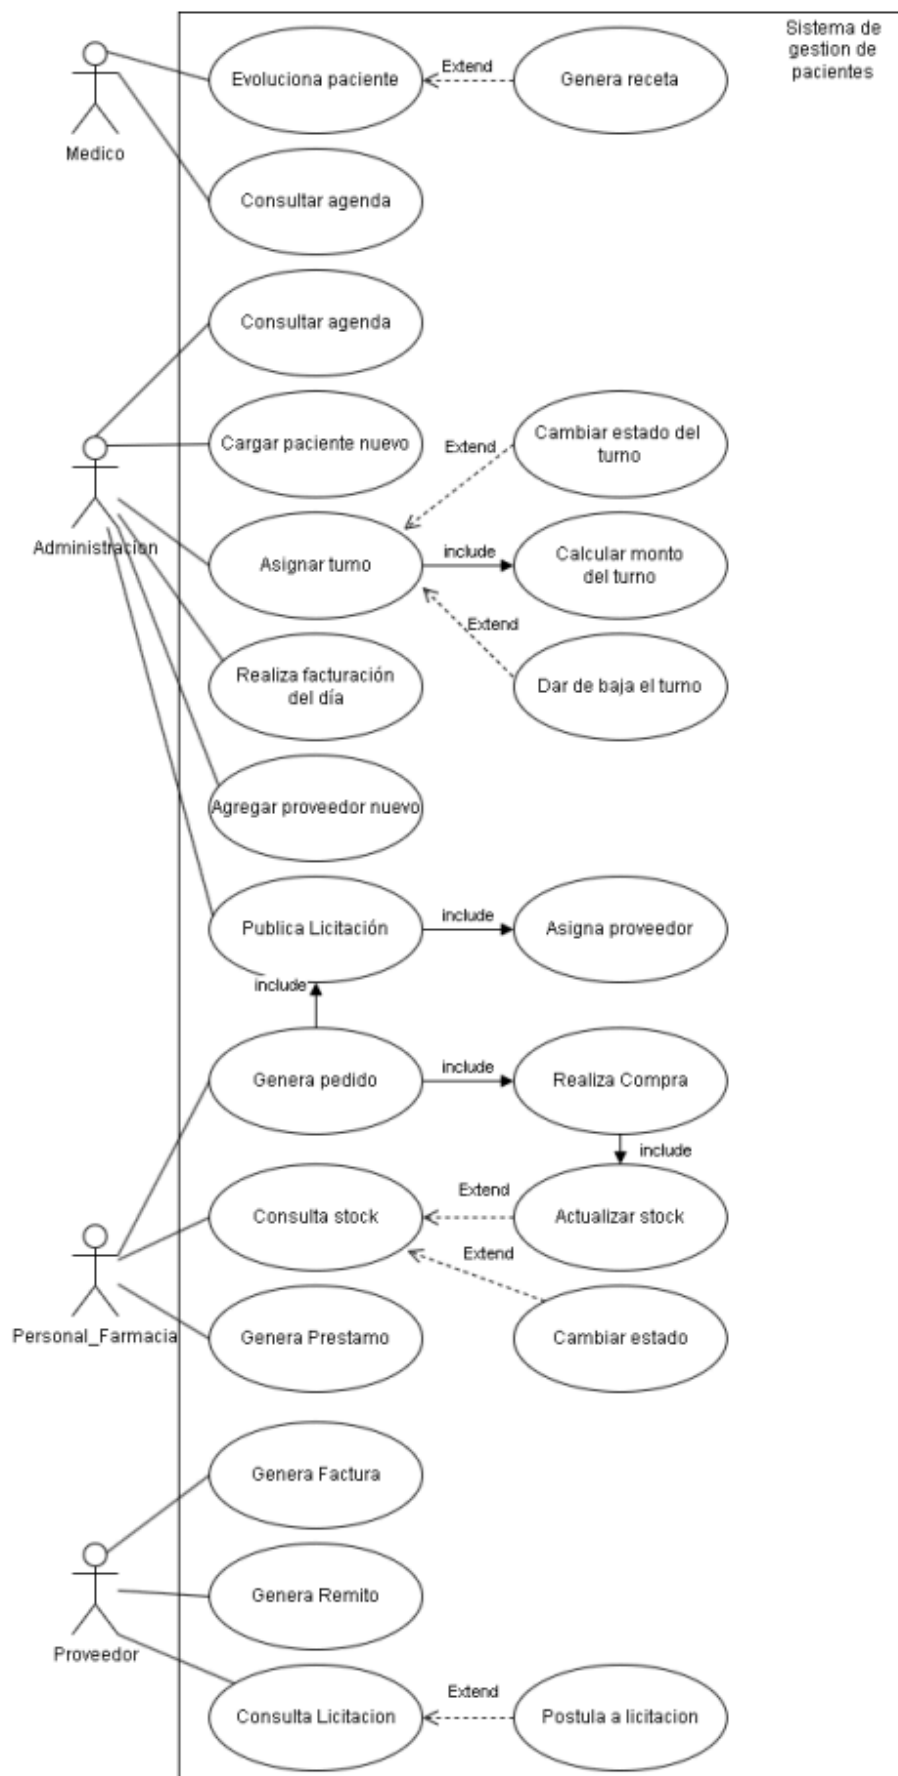 Sistema de
gestion de
pacientes
Evoluciona paciente
Extend
Genera receta
Medico
Consultar agenda
Consultar agenda
Cargar paciente nuevo
Extend
Cambiar estado del
turno
Administracion
Asignar turno
include
Calcular monto
del turno
Extend
Realiza facturación
del día
Dar de baja el turno
Agregar proveedor nuevo
Publica Licitación
include
Asigna proveedor
include
Genera pedido
include
Realiza Compra
include
Consulta stock
Extend
Actualizar stock
Extend
Personal_Farmacia
Genera Prestamo
Cambiar estado
Genera Factura
Genera Remito
Proveedor
Consulta Licitacion
Extend
Postula a licitacion